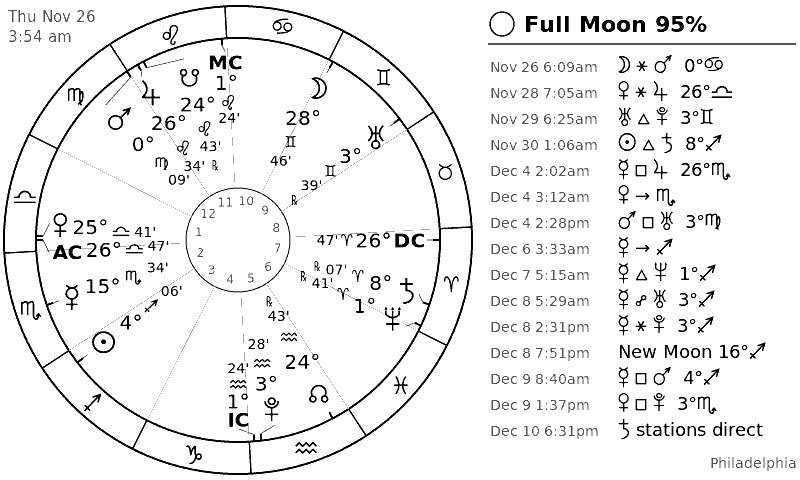 Thu Nov 26
3:54 am
♌
♋
♊
♉
♈
♓
♒
♑
♐
♏
♎
♍
MC
1° ♌ 24'
☋ 24° ♌ 43' ℞
♃ 26° ♌ 34'
♂ 0° ♍ 09'
☽ 28° ♊ 46'
♅ 3° ♊ 39' ℞
♀ 25° ♎ 41'
AC 26° ♎ 47'
47' ♈ 26° DC
☿ 15° ♏ 34'
☉ 4° ♐ 06'
℞ 07' ♈ 8° ♄
℞ 41' ♈ 1° ♆
℞ 43' ♒ 24° ☊
28' ♒ 3° ♇
24' ♒ 1°
IC
1
2
3
4
5
6
7
8
9
10
11
12
Full Moon 95%
Nov 26 6:09am ☽ ⚹ ♂ 0°♋
Nov 28 7:05am ♀ ⚹ ♃ 26°♎
Nov 29 6:25am ♅ △ ♇ 3°♊
Nov 30 1:06am ☉ △ ♄ 8°♐
Dec 4 2:02am ☿ □ ♃ 26°♏
Dec 4 3:12am ♀ → ♏
Dec 4 2:28pm ♂ □ ♅ 3°♍
Dec 6 3:33am ☿ → ♐
Dec 7 5:15am ☿ △ ♆ 1°♐
Dec 8 5:29am ☿ ☍ ♅ 3°♐
Dec 8 2:31pm ☿ ⚹ ♇ 3°♐
Dec 8 7:51pm New Moon 16°♐
Dec 9 8:40am ☿ □ ♂ 4°♐
Dec 9 1:37pm ♀ □ ♇ 3°♏
Dec 10 6:31pm ♄ stations direct
Philadelphia